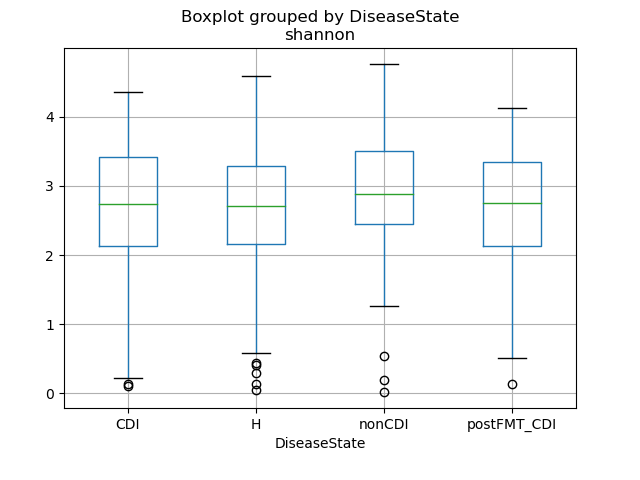 Boxplot grouped by DiseaseState
shannon
4
3
2
1
0
CDI H nonCDI postFMT_CDI
DiseaseState